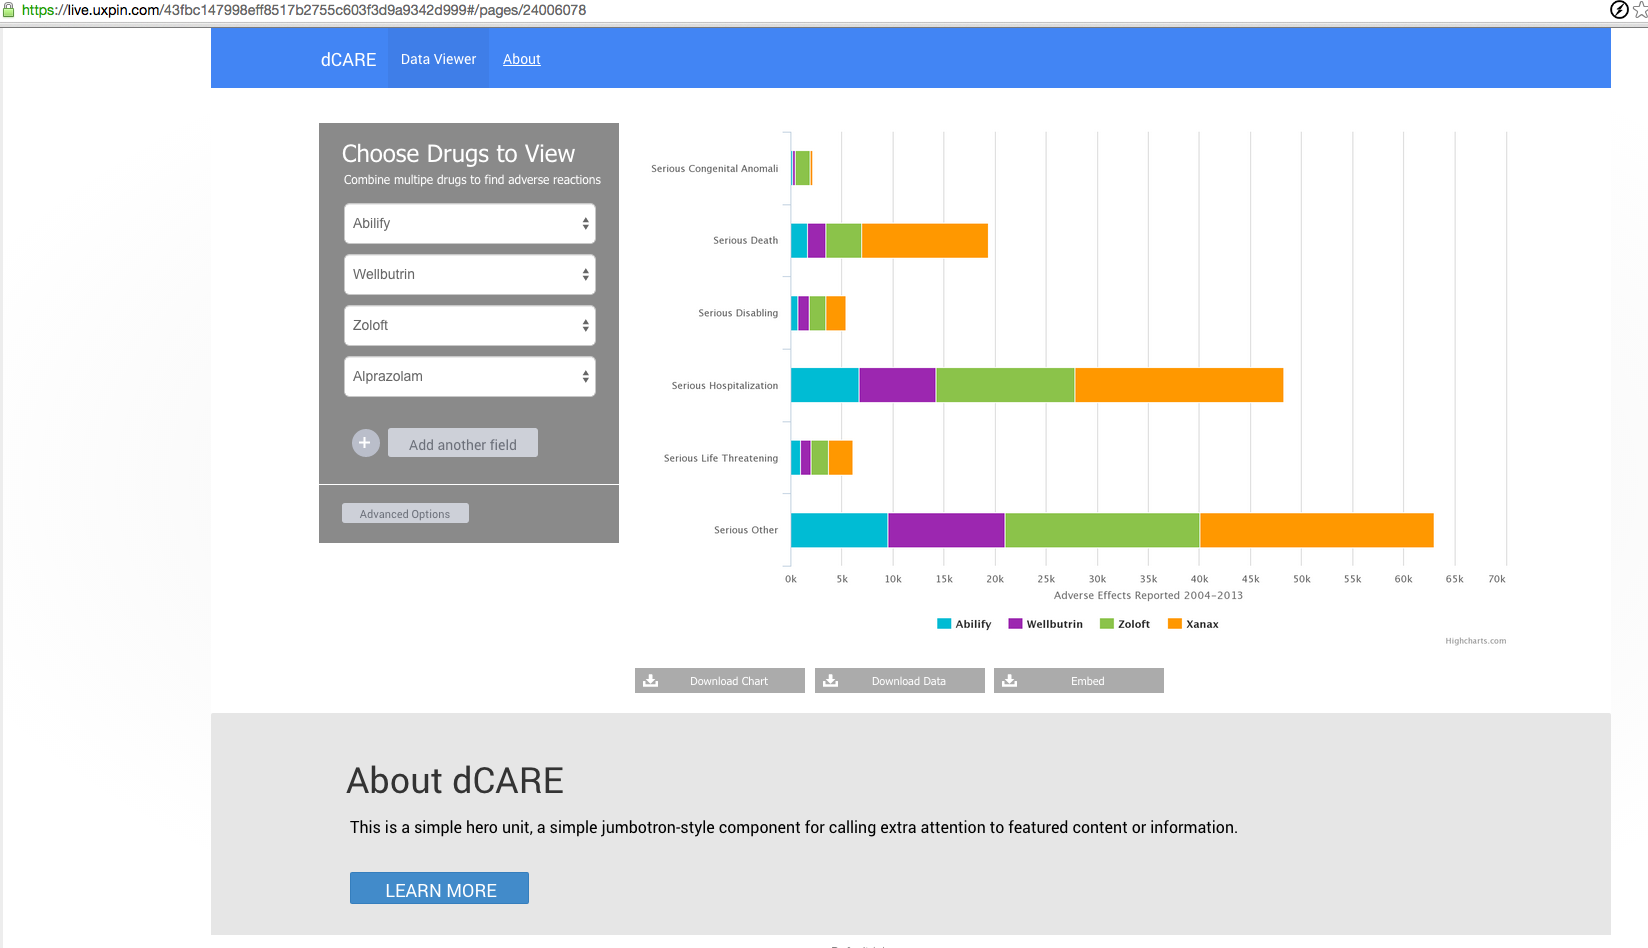 https://live.uxpin.com/43fbc147998eff8517b2755c603f3d9a9342d999#/pages/24006078
dCARE Data Viewer About
Choose Drugs to View
Combine multipe drugs to find adverse reactions
Abilify
Wellbutrin
Zoloft
Alprazolam
+ Add another field
Advanced Options
Serious Congenital Anomali
Serious Death
Serious Disabling
Serious Hospitalization
Serious Life Threatening
Serious Other
0k 5k 10k 15k 20k 25k 30k 35k 40k 45k 50k 55k 60k 65k 70k
Adverse Effects Reported 2004-2013
Abilify Wellbutrin Zoloft Xanax
Highcharts.com
Download Chart Download Data Embed
About dCARE
This is a simple hero unit, a simple jumbotron-style component for calling extra attention to featured content or information.
LEARN MORE